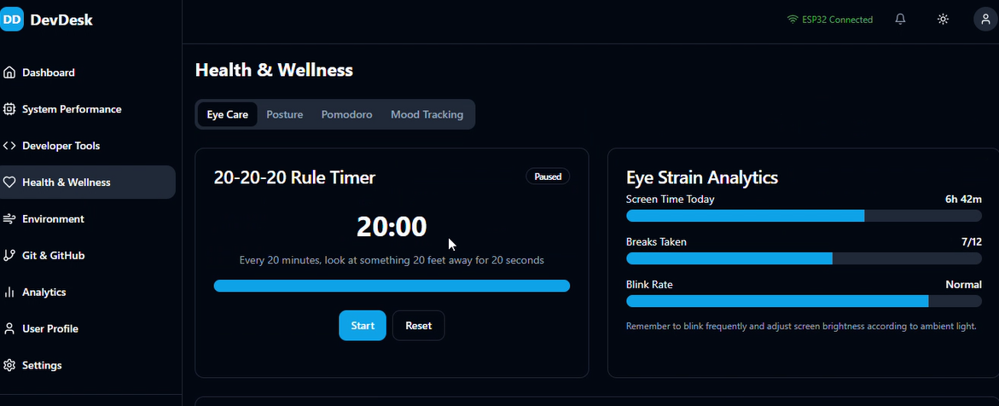 DD DevDesk
ESP32 Connected
Dashboard
System Performance
Developer Tools
Health & Wellness
Environment
Git & GitHub
Analytics
User Profile
Settings
Health & Wellness
Eye Care Posture Pomodoro Mood Tracking
20-20-20 Rule Timer
Paused
20:00
Every 20 minutes, look at something 20 feet away for 20 seconds
Start Reset
Eye Strain Analytics
Screen Time Today 6h 42m
Breaks Taken 7/12
Blink Rate Normal
Remember to blink frequently and adjust screen brightness according to ambient light.